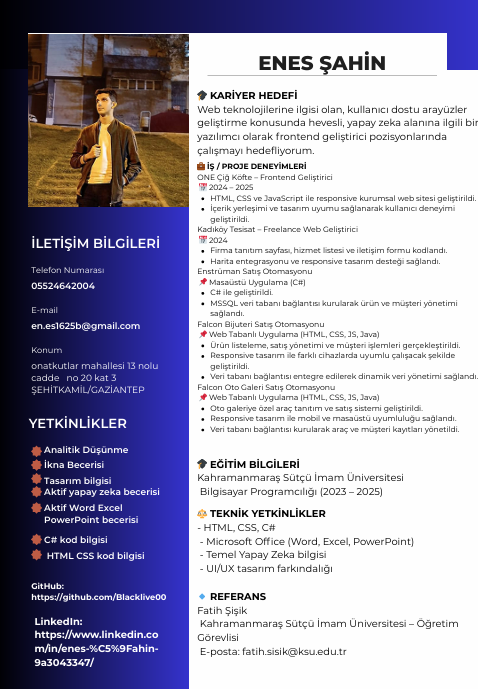 ENES ŞAHİN
İLETİŞİM BİLGİLERİ
Telefon Numarası
05524642004
E-mail
en.es1625b@gmail.com
Konum
onatkutlar mahallesi 13 nolu
cadde no 20 kat 3
ŞEHİTKAMİL/GAZİANTEP
YETKİNLİKLER
Analitik Düşünme
İkna Becerisi
Tasarım bilgisi
Aktif yapay zeka becerisi
Aktif Word Excel
PowerPoint becerisi
C# kod bilgisi
HTML CSS kod bilgisi
GitHub:
https://github.com/Blacklive00
LinkedIn:
https://www.linkedin.co
m/in/enes-%C5%9Fahin-
9a3043347/
KARİYER HEDEFİ
Web teknolojilerine ilgisi olan, kullanıcı dostu arayüzler
geliştirme konusunda hevesli, yapay zeka alanına ilgili bir
yazılımcı olarak frontend geliştirici pozisyonlarında
çalışmayı hedefliyorum.
İŞ / PROJE DENEYİMLERİ
ONE Çiğ Köfte – Frontend Geliştirici
2024 – 2025
• HTML, CSS ve JavaScript ile responsive kurumsal web sitesi geliştirildi.
• İçerik yerleşimi ve tasarım uyumu sağlanarak kullanıcı deneyimi
geliştirildi.
Kadıköy Tesisat – Freelance Web Geliştirici
2024
• Firma tanıtım sayfası, hizmet listesi ve iletişim formu kodlandı.
• Harita entegrasyonu ve responsive tasarım desteği sağlandı.
Enstrüman Satış Otomasyonu
Masaüstü Uygulama (C#)
• C# ile geliştirildi.
• MSSQL veri tabanı bağlantısı kurularak ürün ve müşteri yönetimi
sağlandı.
Falcon Bijuteri Satış Otomasyonu
Web Tabanlı Uygulama (HTML, CSS, JS, Java)
• Ürün listeleme, satış yönetimi ve müşteri işlemleri gerçekleştirildi.
• Responsive tasarım ile farklı cihazlarda uyumlu çalışacak şekilde
geliştirildi.
• Veri tabanı bağlantısı entegre edilerek dinamik veri yönetimi sağlandı.
Falcon Oto Galeri Satış Otomasyonu
Web Tabanlı Uygulama (HTML, CSS, JS, Java)
• Oto galeriye özel araç tanıtım ve satış sistemi geliştirildi.
• Responsive tasarım ile mobil ve masaüstü uyumluluğu sağlandı.
• Veri tabanı bağlantısı kurularak araç ve müşteri kayıtları yönetildi.
EĞİTİM BİLGİLERİ
Kahramanmaraş Sütçü İmam Üniversitesi
Bilgisayar Programcılığı (2023 – 2025)
TEKNİK YETKİNLİKLER
- HTML, CSS, C#
- Microsoft Office (Word, Excel, PowerPoint)
- Temel Yapay Zeka bilgisi
- UI/UX tasarım farkındalığı
REFERANS
Fatih Şişik
Kahramanmaraş Sütçü İmam Üniversitesi – Öğretim
Görevlisi
E-posta: fatih.sisik@ksu.edu.tr